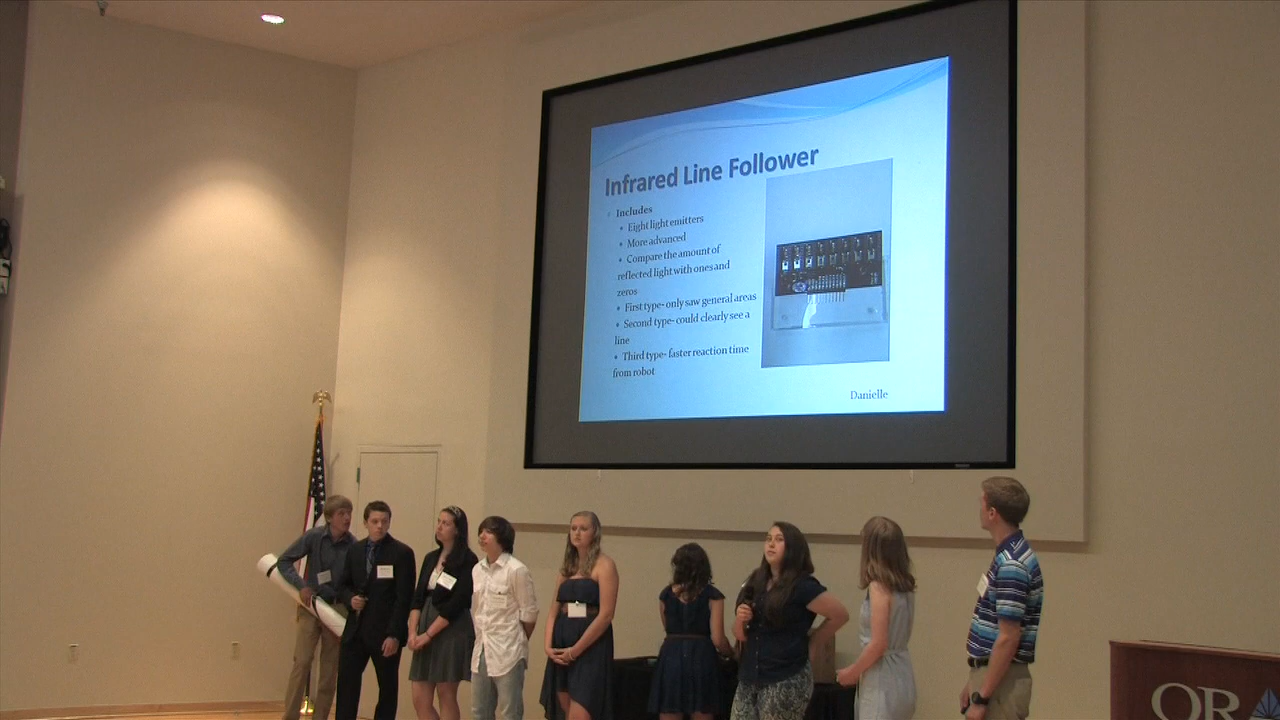 Infrared Line Follower
Includes
• Eight light emitters
• More advanced
• Compare the amount of
reflected light with ones and
zeros
• First type- only saw general areas
• Second type- could clearly see a
line
• Third type- faster reaction time
from robot
Danielle